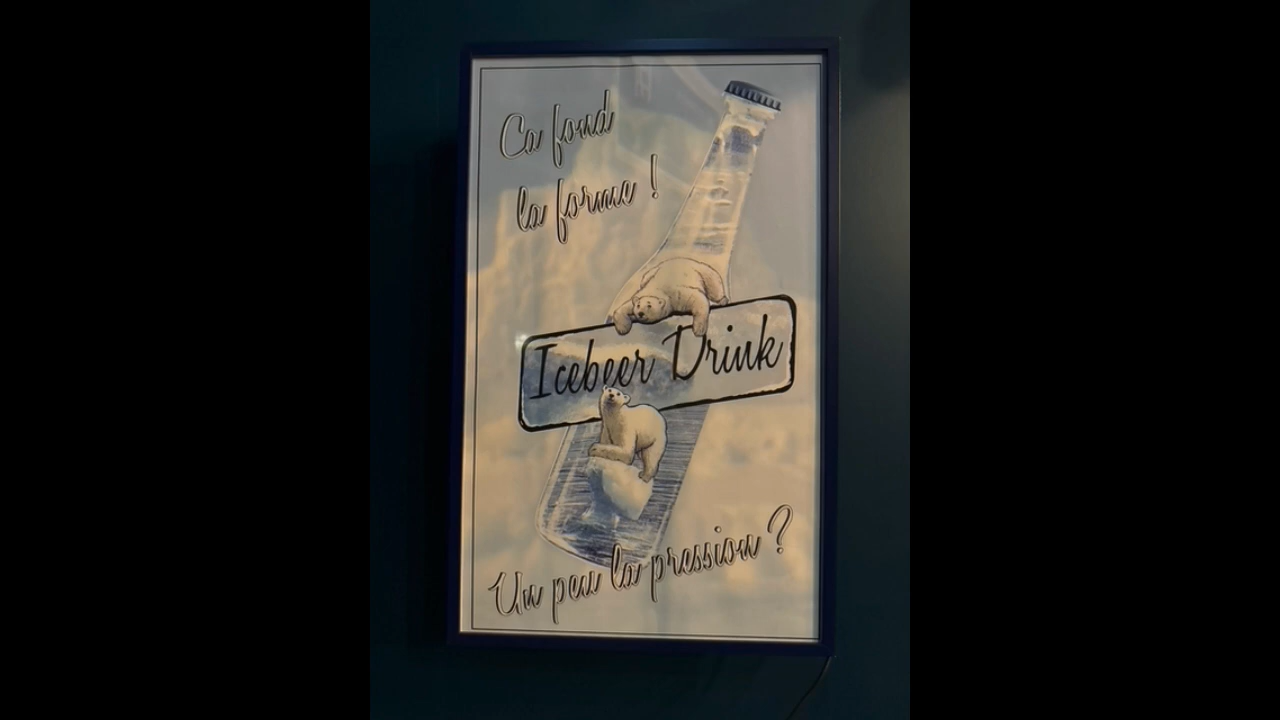 Ca fond
la forme !
Icebeer Drink
Un peu la pression ?